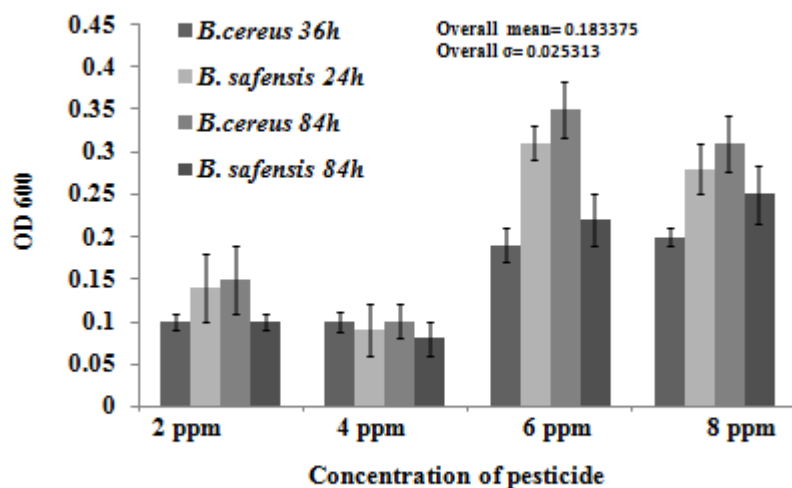 0.45
0.4
0.35
0.3
0.25
0.2
0.15
0.1
0.05
0
OD 600
B.cereus 36h
B. safensis 24h
B.cereus 84h
B. safensis 84h
Overall mean= 0.183375
Overall σ= 0.025313
2 ppm
4 ppm
6 ppm
8 ppm
Concentration of pesticide